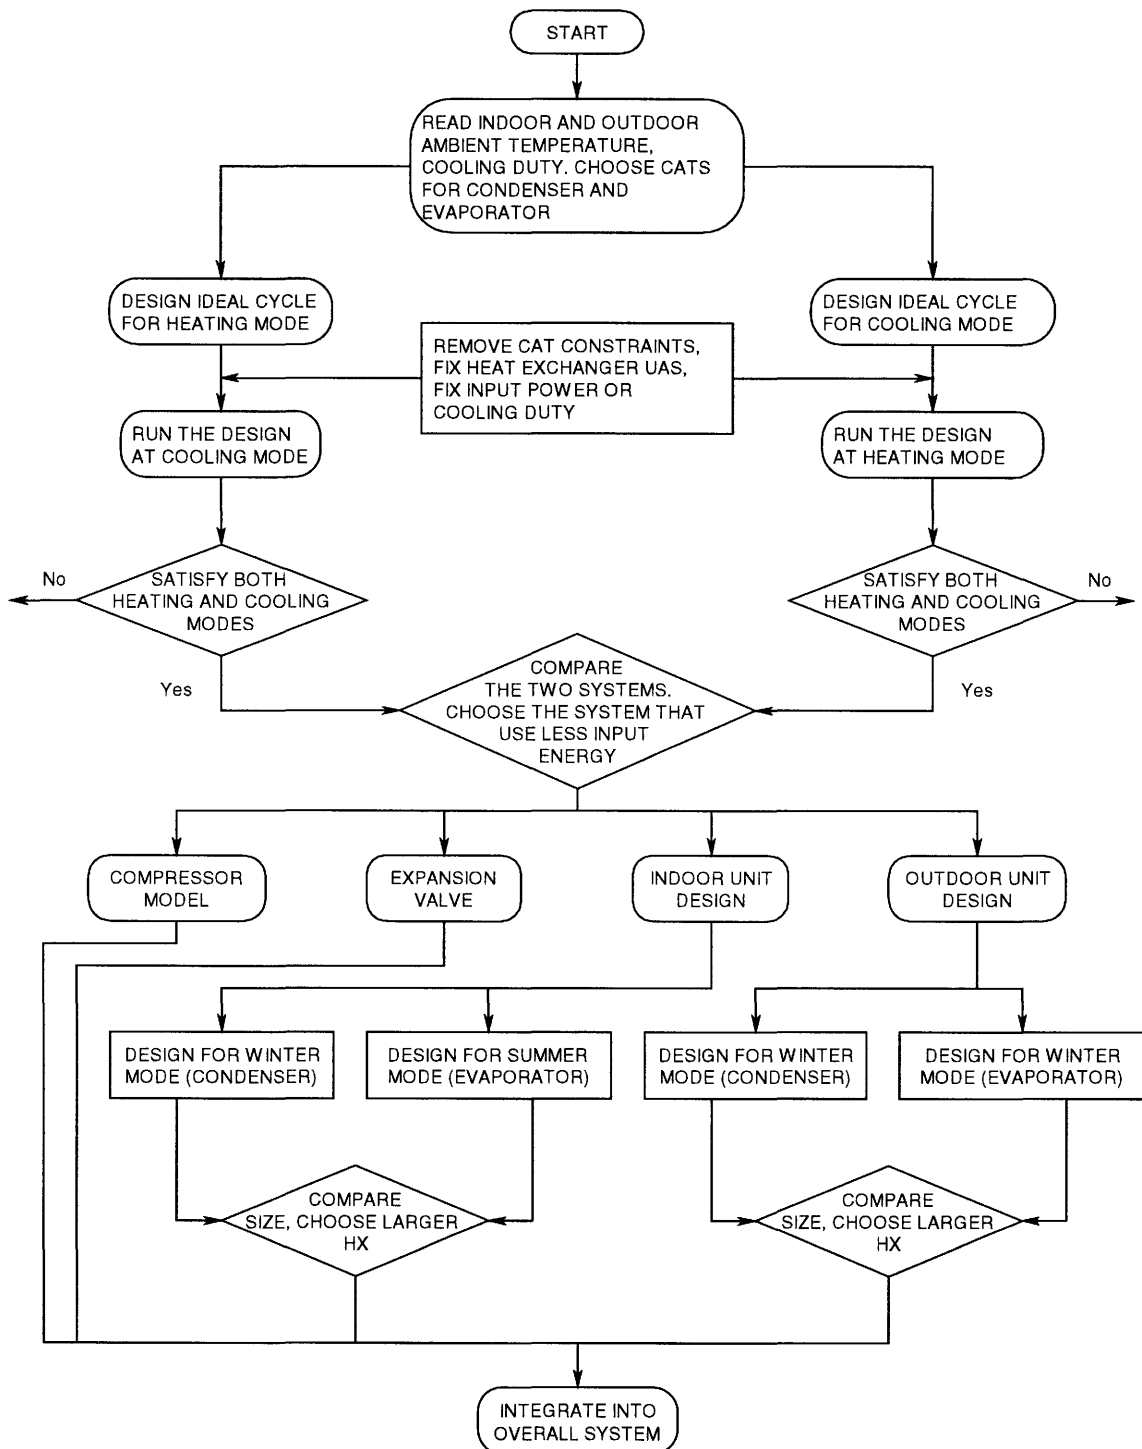 START
READ INDOOR AND OUTDOOR
AMBIENT TEMPERATURE,
COOLING DUTY. CHOOSE CATS
FOR CONDENSER AND
EVAPORATOR
DESIGN IDEAL CYCLE
FOR HEATING MODE
DESIGN IDEAL CYCLE
FOR COOLING MODE
REMOVE CAT CONSTRAINTS,
FIX HEAT EXCHANGER UAS,
FIX INPUT POWER OR
COOLING DUTY
RUN THE DESIGN
AT COOLING MODE
RUN THE DESIGN
AT HEATING MODE
No
SATISFY BOTH
HEATING AND COOLING
MODES
SATISFY BOTH
HEATING AND COOLING
MODES
No
Yes
COMPARE
THE TWO SYSTEMS.
CHOOSE THE SYSTEM THAT
USE LESS INPUT
ENERGY
Yes
COMPRESSOR
MODEL
EXPANSION
VALVE
INDOOR UNIT
DESIGN
OUTDOOR UNIT
DESIGN
DESIGN FOR WINTER
MODE (CONDENSER)
DESIGN FOR SUMMER
MODE (EVAPORATOR)
DESIGN FOR WINTER
MODE (CONDENSER)
DESIGN FOR WINTER
MODE (EVAPORATOR)
COMPARE
SIZE, CHOOSE LARGER
HX
COMPARE
SIZE, CHOOSE LARGER
HX
INTEGRATE INTO
OVERALL SYSTEM